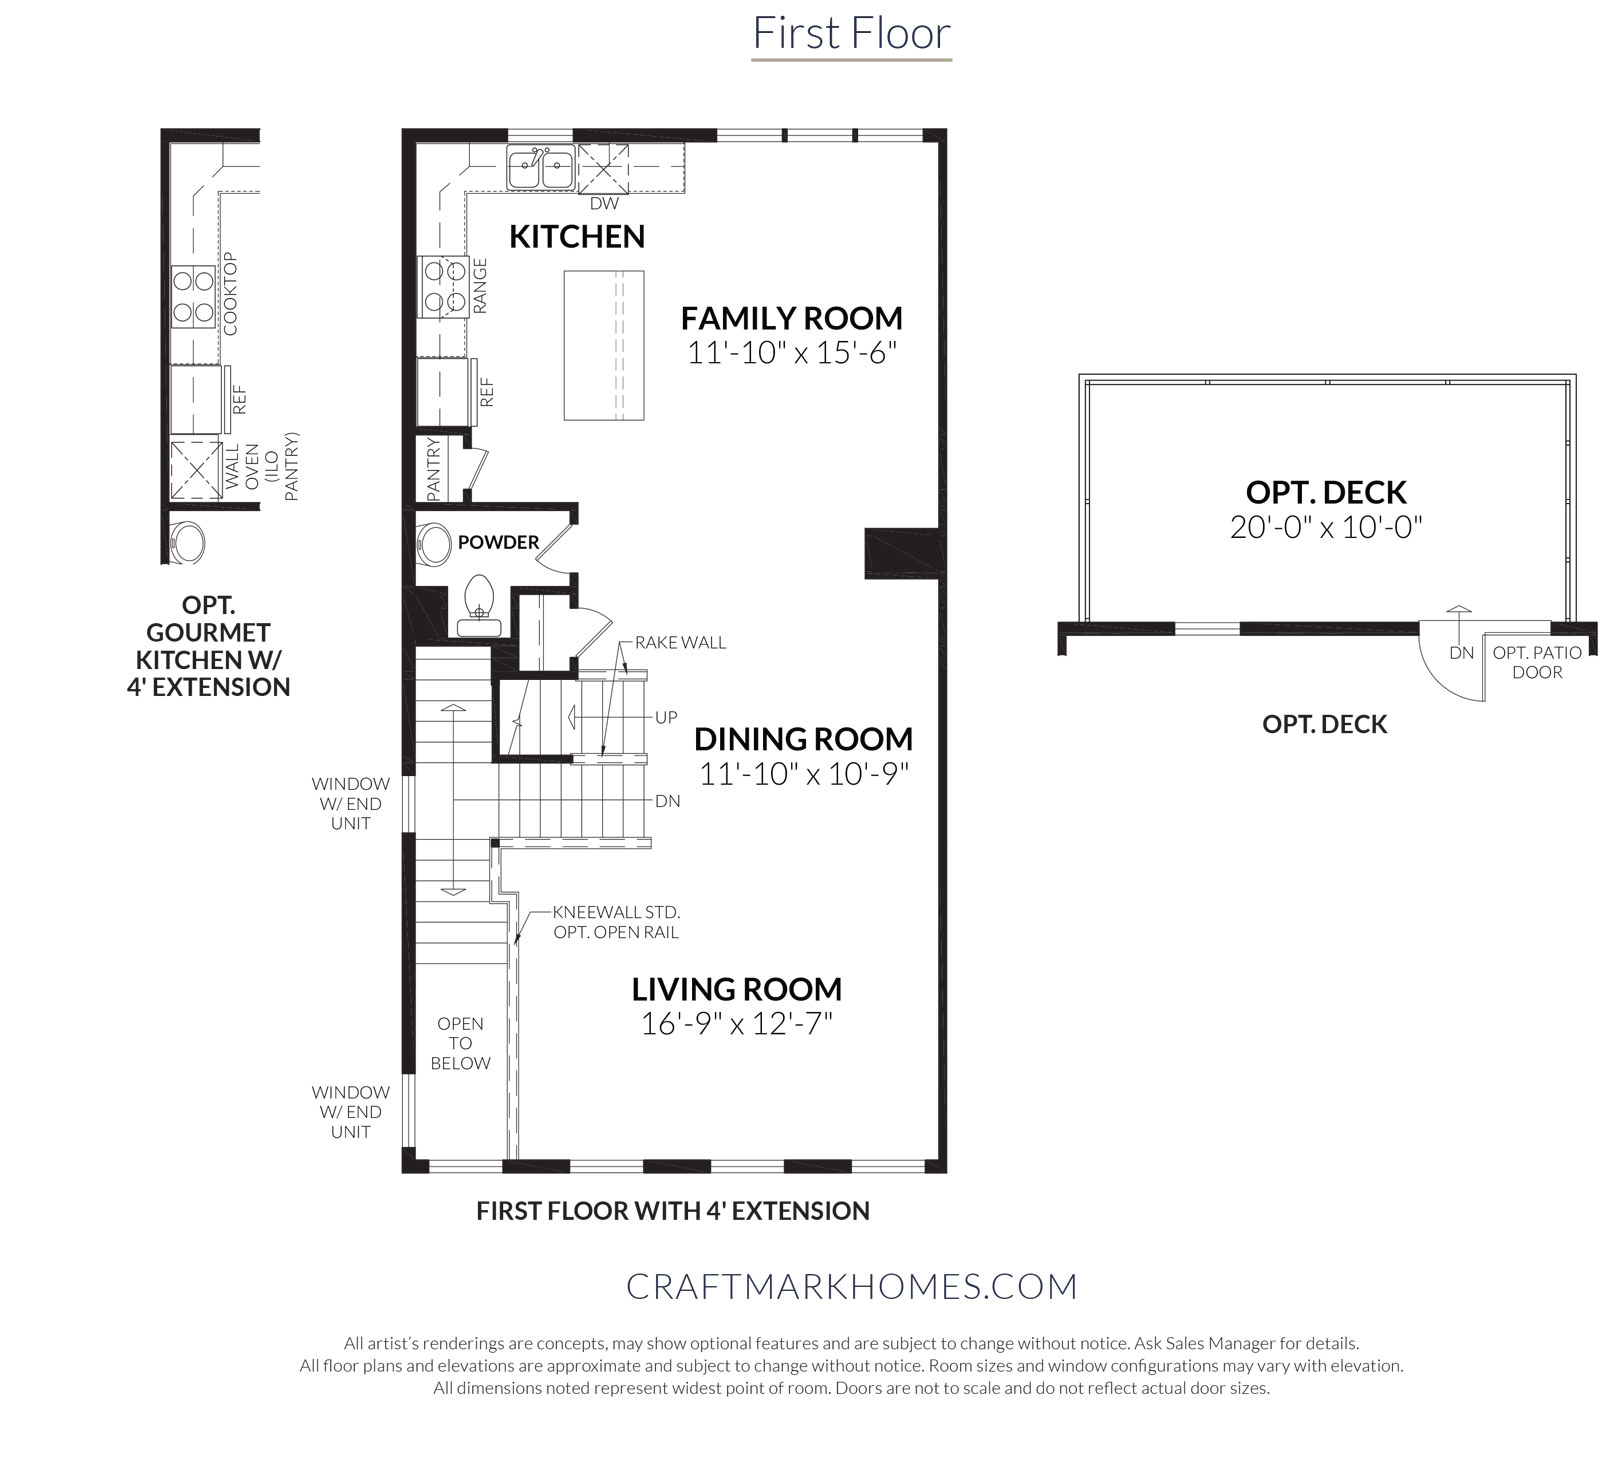 First Floor
COOKTOP
REF
WALL
OVEN
(ILO
PANTRY)
OPT.
GOURMET
KITCHEN W/
4' EXTENSION
DW
KITCHEN
RANGE
REF
PANTRY
FAMILY ROOM
11'-10" x 15'-6"
POWDER
RAKE WALL
UP
DINING ROOM
11'-10" x 10'-9"
DN
WINDOW
W/ END
UNIT
KNEEWALL STD.
OPT. OPEN RAIL
LIVING ROOM
16'-9" x 12'-7"
OPEN
TO
BELOW
WINDOW
W/ END
UNIT
FIRST FLOOR WITH 4' EXTENSION
OPT. DECK
20'-0" x 10'-0"
DN
OPT. PATIO
DOOR
OPT. DECK
CRAFTMARKHOMES.COM
All artist's renderings are concepts, may show optional features and are subject to change without notice. Ask Sales Manager for details.
All floor plans and elevations are approximate and subject to change without notice. Room sizes and window configurations may vary with elevation.
All dimensions noted represent widest point of room. Doors are not to scale and do not reflect actual door sizes.